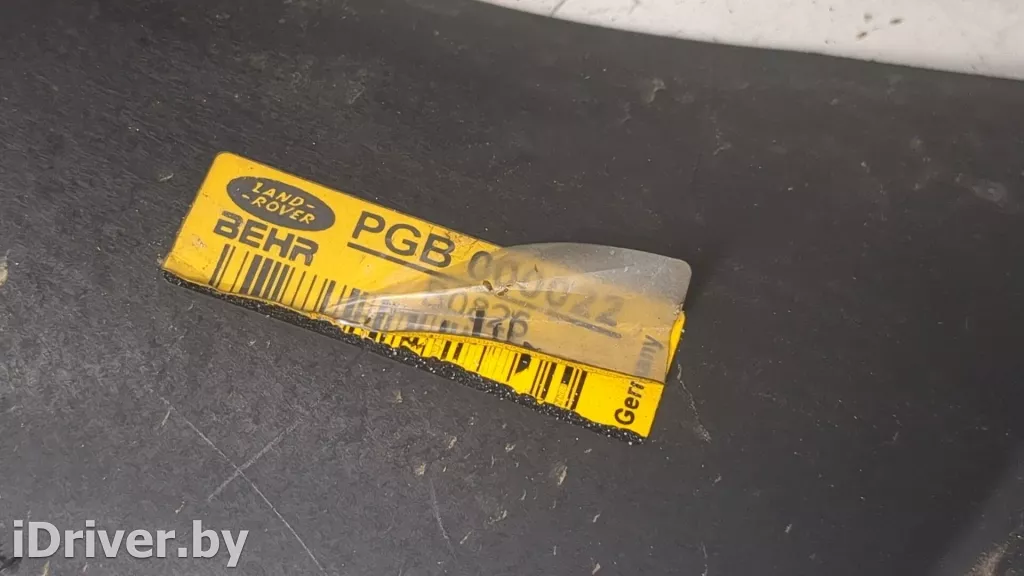 LAND-
-ROVER
BEHR
PGB 000022
Germany
iDriver.by